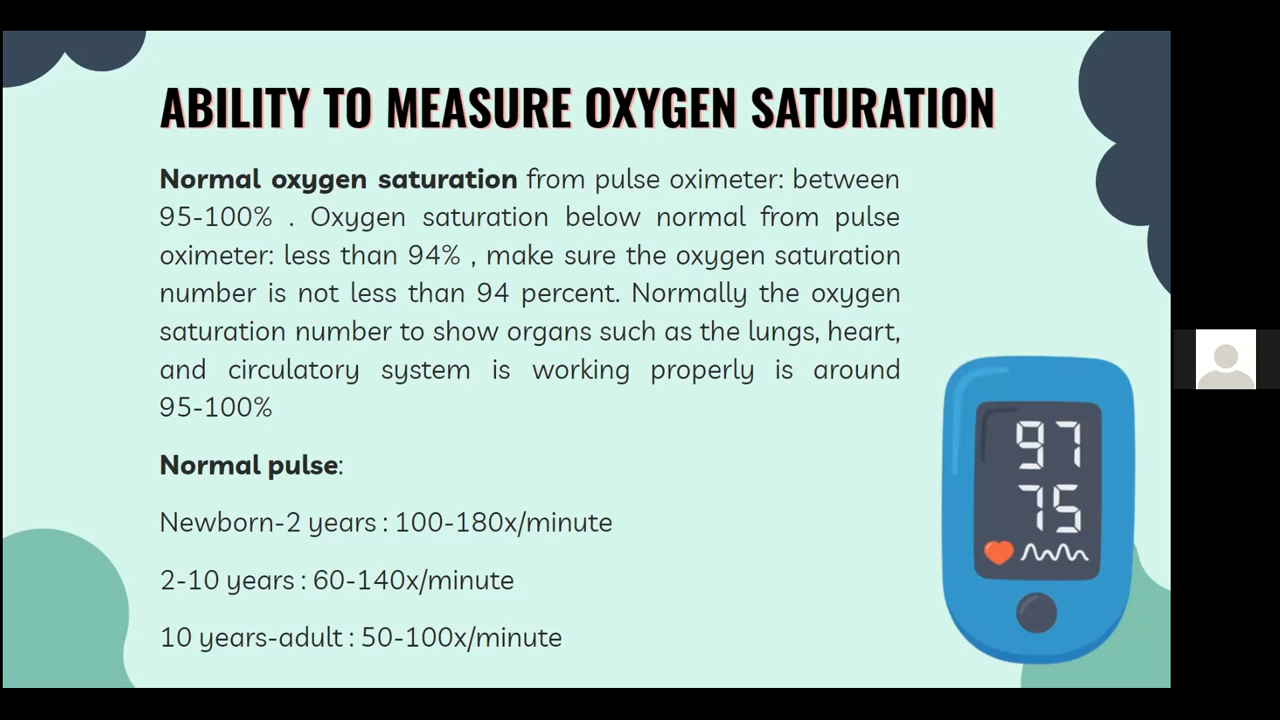 ABILITY TO MEASURE OXYGEN SATURATION
Normal oxygen saturation from pulse oximeter: between
95-100% . Oxygen saturation below normal from pulse
oximeter: less than 94% , make sure the oxygen saturation
number is not less than 94 percent. Normally the oxygen
saturation number to show organs such as the lungs, heart,
and circulatory system is working properly is around
95-100%
Normal pulse:
Newborn-2 years : 100-180x/minute
2-10 years : 60-140x/minute
10 years-adult : 50-100x/minute
97
75